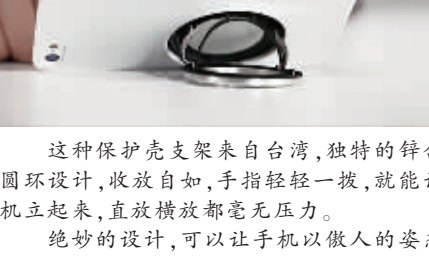 这种保护壳支架来自台湾,独特的锌合
圆环设计,收放自如,手指轻轻一拨,就能让
机立起来,直放横放都毫无压力。
绝妙的设计,可以让手机以傲人的姿态